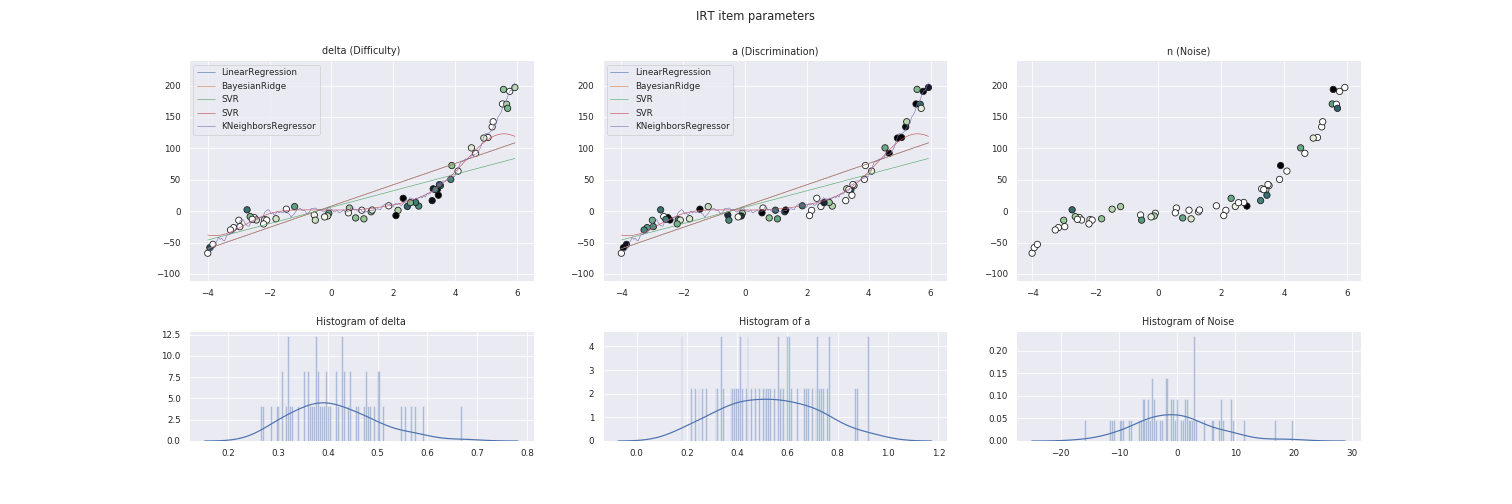 IRT item parameters
delta (Difficulty)
a (Discrimination)
n (Noise)
LinearRegression
BayesianRidge
SVR
SVR
KNeighborsRegressor
LinearRegression
BayesianRidge
SVR
SVR
KNeighborsRegressor
200
150
100
50
0
−50
−100
−4 −2 0 2 4 6
200
150
100
50
0
−50
−100
−4 −2 0 2 4 6
200
150
100
50
0
−50
−100
−4 −2 0 2 4 6
Histogram of delta
12.5
10.0
7.5
5.0
2.5
0.0
0.2 0.3 0.4 0.5 0.6 0.7 0.8
Histogram of a
4
3
2
1
0
0.0 0.2 0.4 0.6 0.8 1.0 1.2
Histogram of Noise
0.20
0.15
0.10
0.05
0.00
−20 −10 0 10 20 30